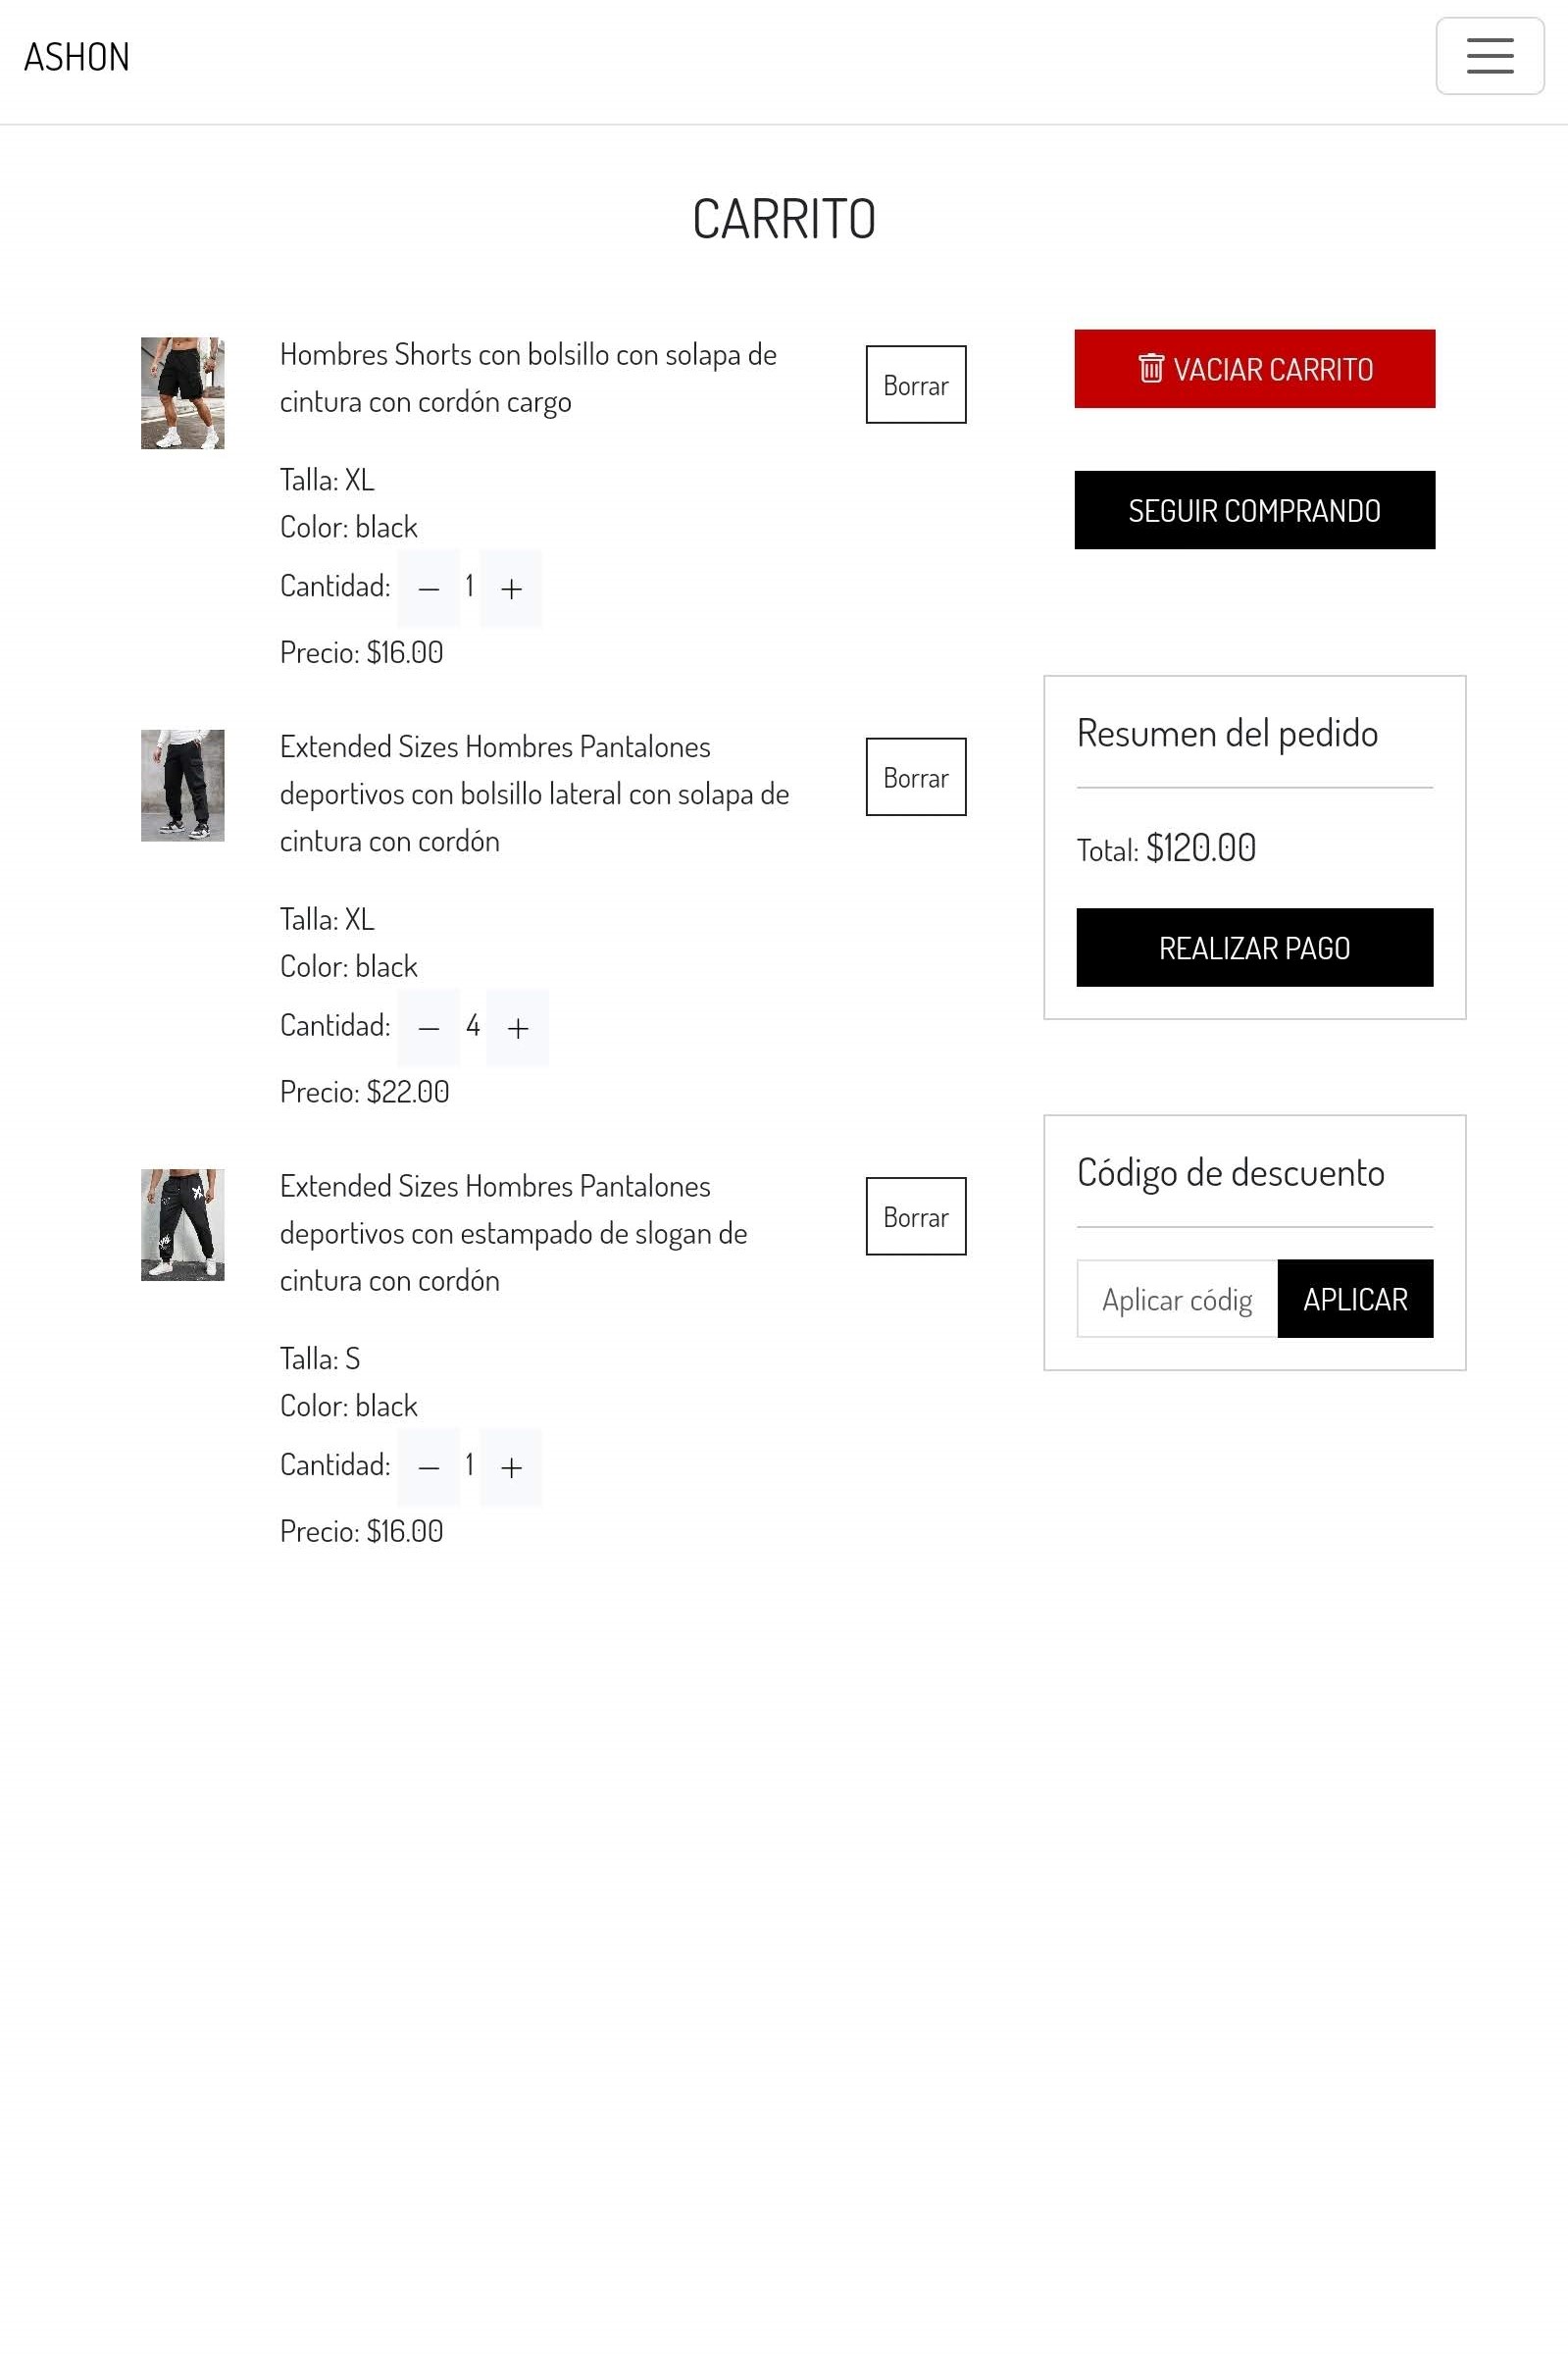 ASHON
CARRITO
Hombres Shorts con bolsillo con solapa de
cintura con cordón cargo
Talla: XL
Color: black
Cantidad: – 1 +
Precio: $16.00
Borrar
Extended Sizes Hombres Pantalones
deportivos con bolsillo lateral con solapa de
cintura con cordón
Talla: XL
Color: black
Cantidad: – 4 +
Precio: $22.00
Borrar
Extended Sizes Hombres Pantalones
deportivos con estampado de slogan de
cintura con cordón
Talla: S
Color: black
Cantidad: – 1 +
Precio: $16.00
Borrar
VACIAR CARRITO
SEGUIR COMPRANDO
Resumen del pedido
Total: $120.00
REALIZAR PAGO
Código de descuento
Aplicar códig
APLICAR